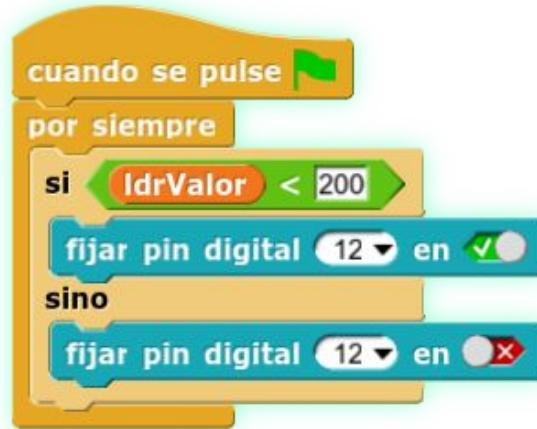 cuando se pulse
por siempre
si ldrValor < 200
fijar pin digital 12 en
sino
fijar pin digital 12 en